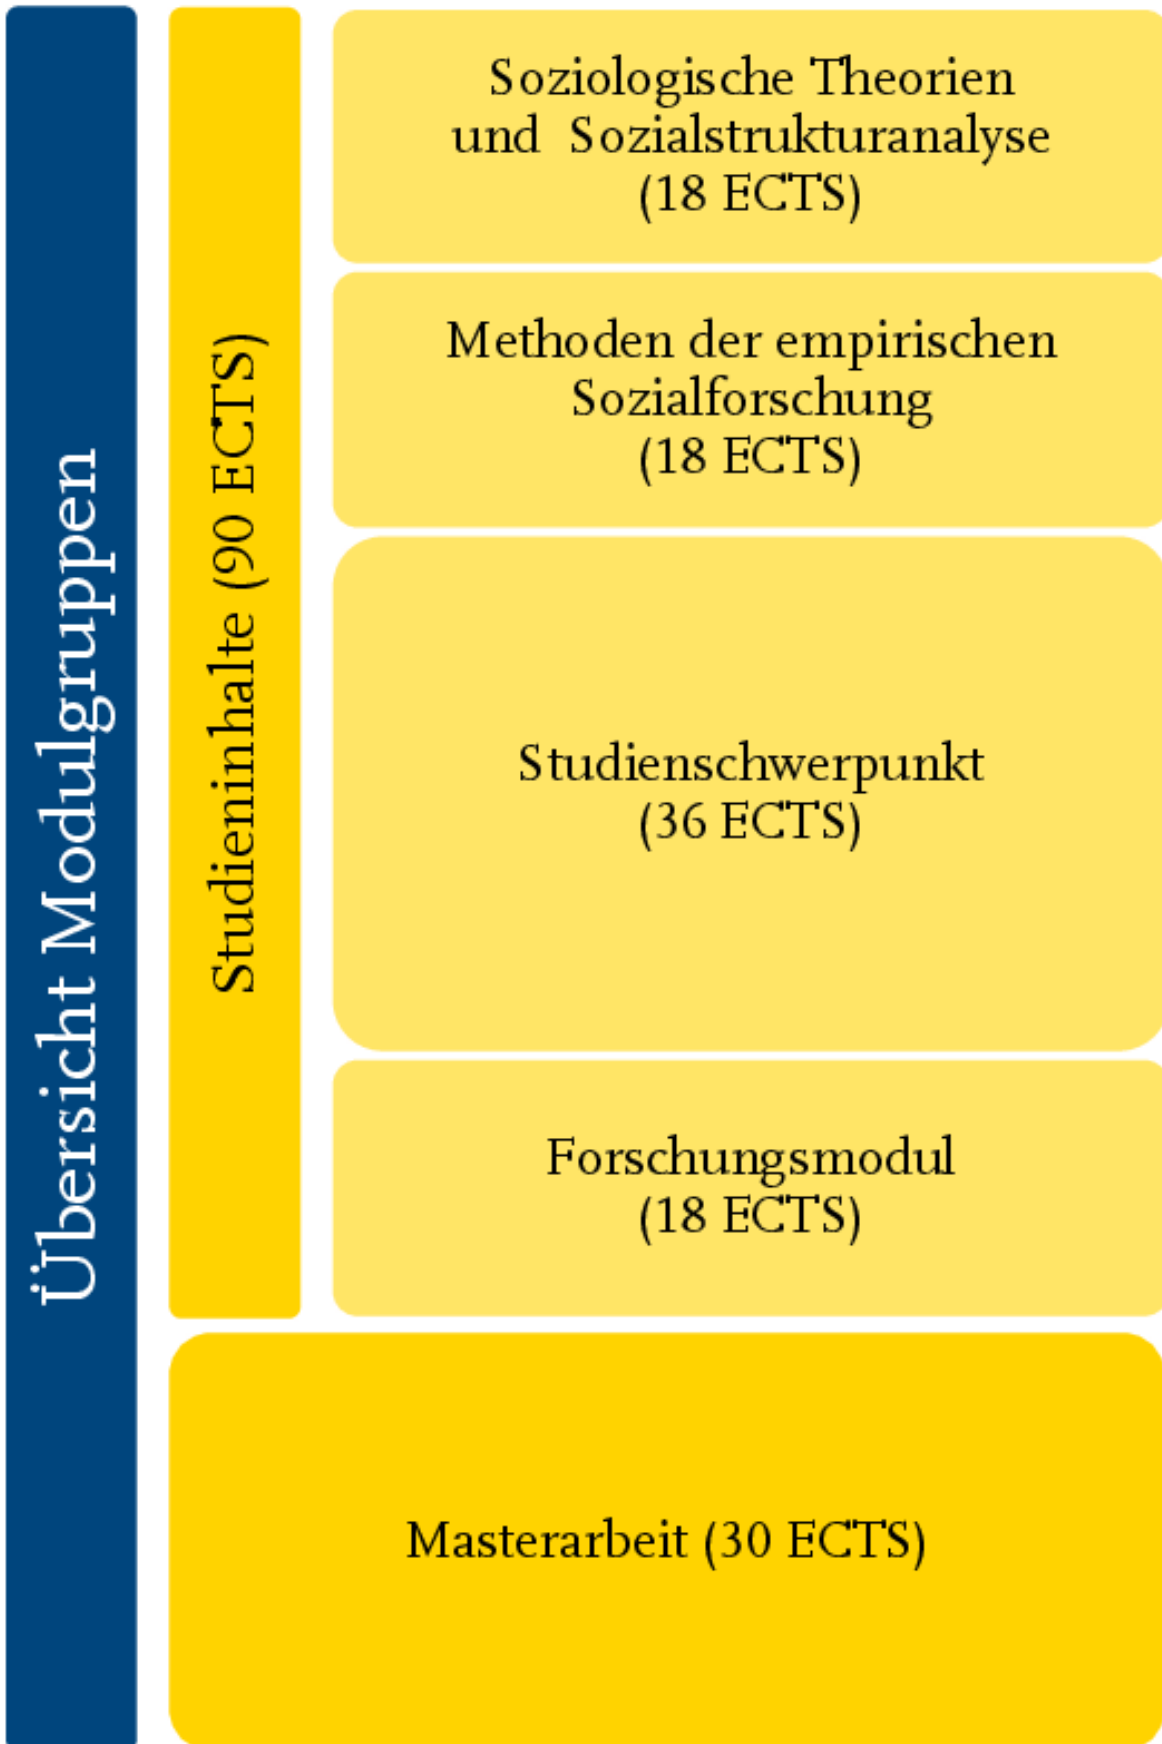 Übersicht Modulgruppen
Studieninhalte (90 ECTS)
Soziologische Theorien
und Sozialstrukturanalyse
(18 ECTS)
Methoden der empirischen
Sozialforschung
(18 ECTS)
Studienschwerpunkt
(36 ECTS)
Forschungsmodul
(18 ECTS)
Masterarbeit (30 ECTS)